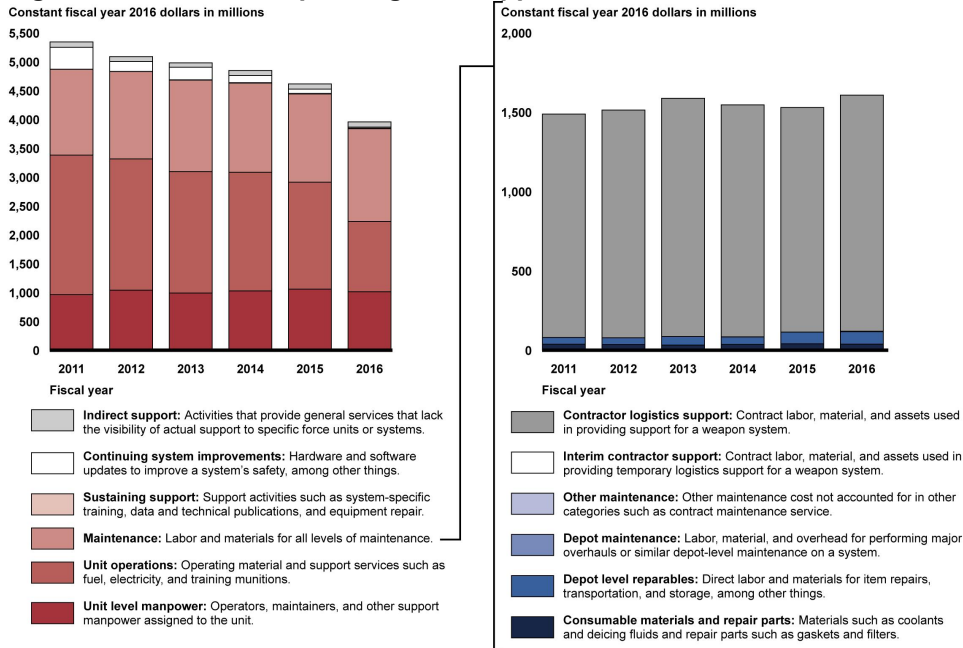 Constant fiscal year 2016 dollars in millions
5,500
5,000
4,500
4,000
3,500
3,000
2,500
2,000
1,500
1,000
500
0
2011 2012 2013 2014 2015 2016
Fiscal year
Indirect support: Activities that provide general services that lack
the visibility of actual support to specific force units or systems.
Continuing system improvements: Hardware and software
updates to improve a system's safety, among other things.
Sustaining support: Support activities such as system-specific
training, data and technical publications, and equipment repair.
Maintenance: Labor and materials for all levels of maintenance.
Unit operations: Operating material and support services such as
fuel, electricity, and training munitions.
Unit level manpower: Operators, maintainers, and other support
manpower assigned to the unit.
Constant fiscal year 2016 dollars in millions
2,000
1,500
1,000
500
0
2011 2012 2013 2014 2015 2016
Fiscal year
Contractor logistics support: Contract labor, material, and assets used
in providing support for a weapon system.
Interim contractor support: Contract labor, material, and assets used in
providing temporary logistics support for a weapon system.
Other maintenance: Other maintenance cost not accounted for in other
categories such as contract maintenance service.
Depot maintenance: Labor, material, and overhead for performing major
overhauls or similar depot-level maintenance on a system.
Depot level reparables: Direct labor and materials for item repairs,
transportation, and storage, among other things.
Consumable materials and repair parts: Materials such as coolants
and deicing fluids and repair parts such as gaskets and filters.